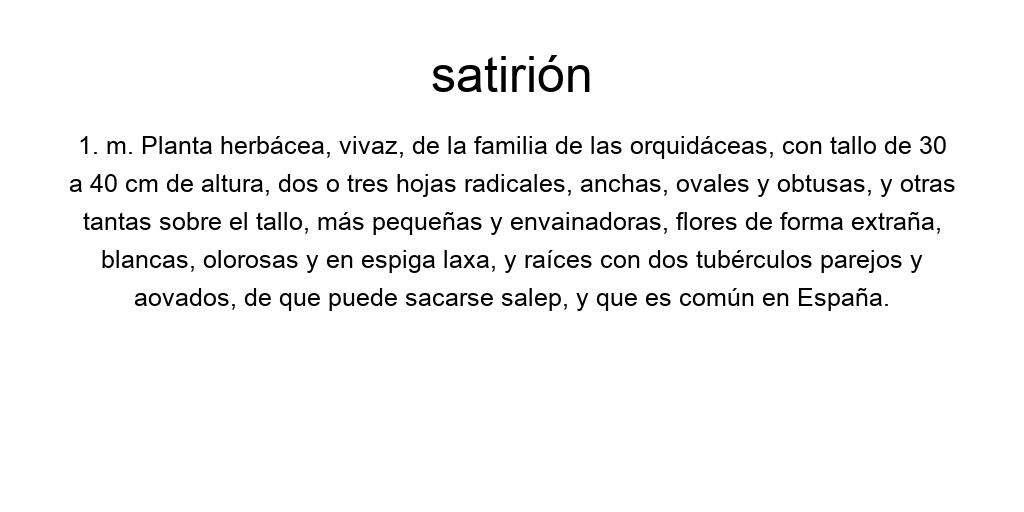 satirión
1. m. Planta herbácea, vivaz, de la familia de las orquidáceas, con tallo de 30
a 40 cm de altura, dos o tres hojas radicales, anchas, ovales y obtusas, y otras
tantas sobre el tallo, más pequeñas y envainadoras, flores de forma extraña,
blancas, olorosas y en espiga laxa, y raíces con dos tubérculos parejos y
aovados, de que puede sacarse salep, y que es común en España.